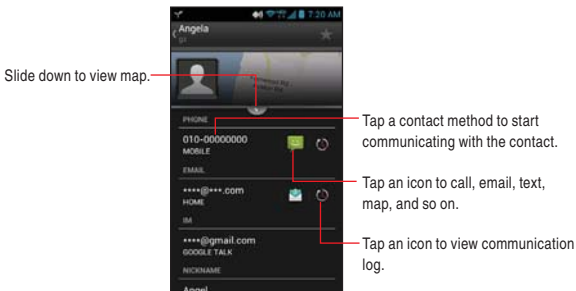 7:20 AM
Angela
Slide down to view map.
PHONE
010-00000000
MOBILE
Tap a contact method to start
communicating with the contact.
EMAIL
****@***.com
HOME
Tap an icon to call, email, text,
map, and so on.
IM
****@gmail.com
GOOGLE TALK
Tap an icon to view communication
log.
NICKNAME
Angel